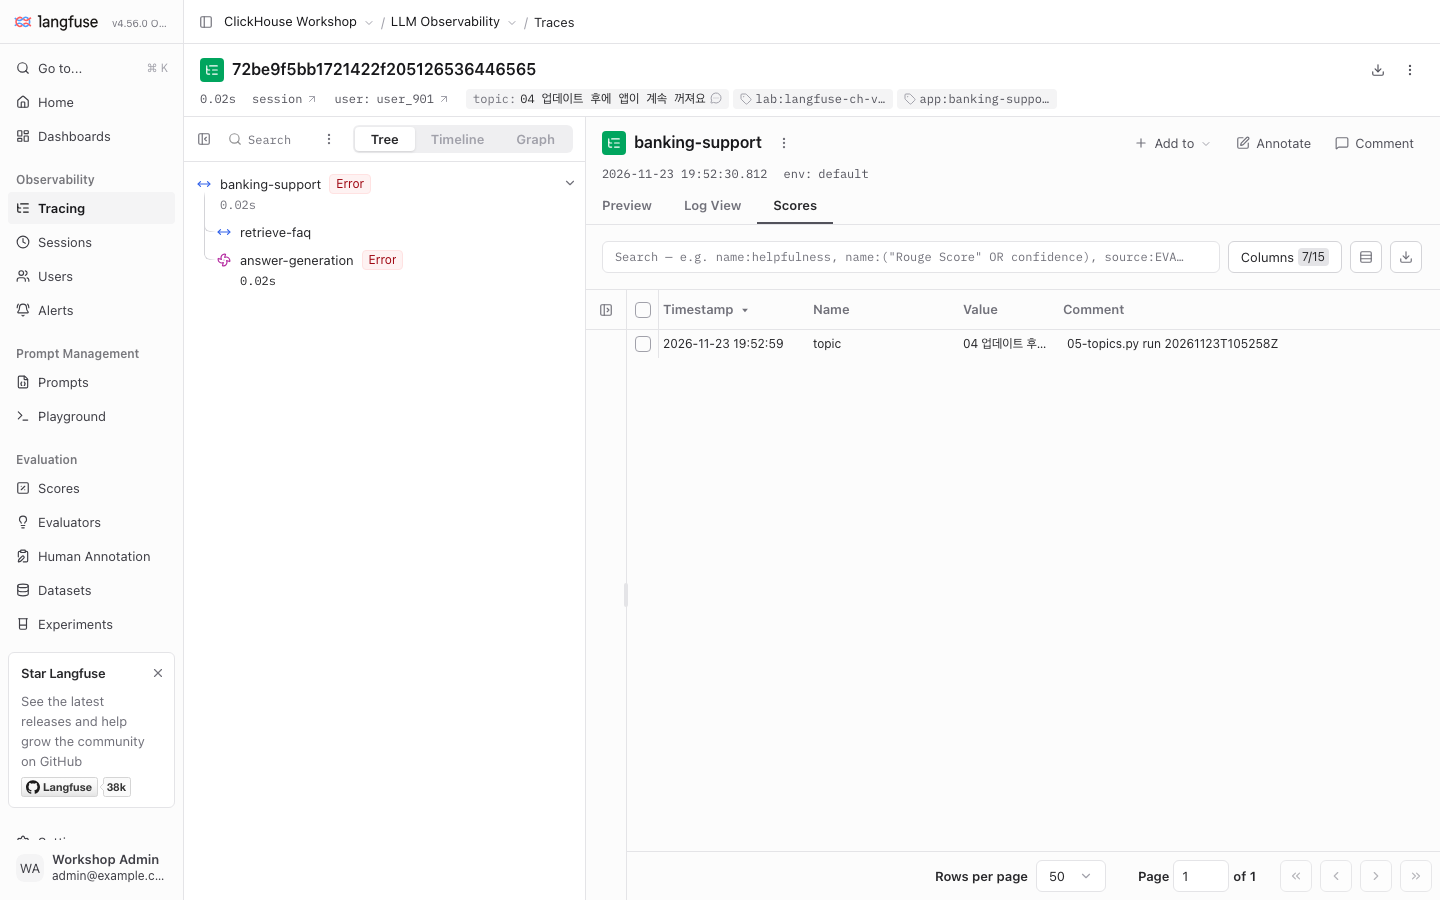 langfuse v4.56.0 O...
ClickHouse Workshop / LLM Observability / Traces
Go to... ⌘ K
Home
Dashboards
Observability
Tracing
Sessions
Users
Alerts
Prompt Management
Prompts
Playground
Evaluation
Scores
Evaluators
Human Annotation
Datasets
Experiments
Star Langfuse
See the latest
releases and help
grow the community
on GitHub
Langfuse 38k
WA
Workshop Admin
admin@example.c...
72be9f5bb1721422f205126536446565
0.02s session user: user_901 topic: 04 업데이트 후에 앱이 계속 꺼져요 lab:langfuse-ch-v… app:banking-suppo…
Search Tree Timeline Graph
banking-support Error
0.02s
retrieve-faq
answer-generation Error
0.02s
banking-support
Add to Annotate Comment
2026-11-23 19:52:30.812 env: default
Preview Log View Scores
Search — e.g. name:helpfulness, name:("Rouge Score" OR confidence), source:EVA…
Columns 7/15
Timestamp Name Value Comment
2026-11-23 19:52:59 topic 04 업데이트 후... 05-topics.py run 20261123T105258Z
Rows per page 50 Page 1 of 1